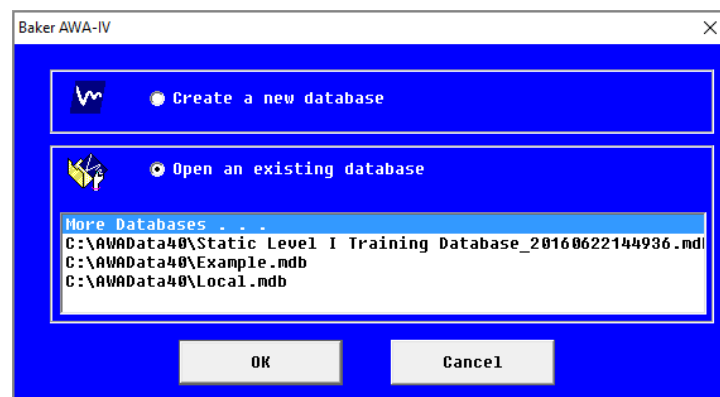 Baker AWA-IV
Create a new database
Open an existing database
More Databases . . .
C:\AWAData40\Static Level I Training Database_20160622144936.md
C:\AWAData40\Example.mdb
C:\AWAData40\Local.mdb
OK
Cancel